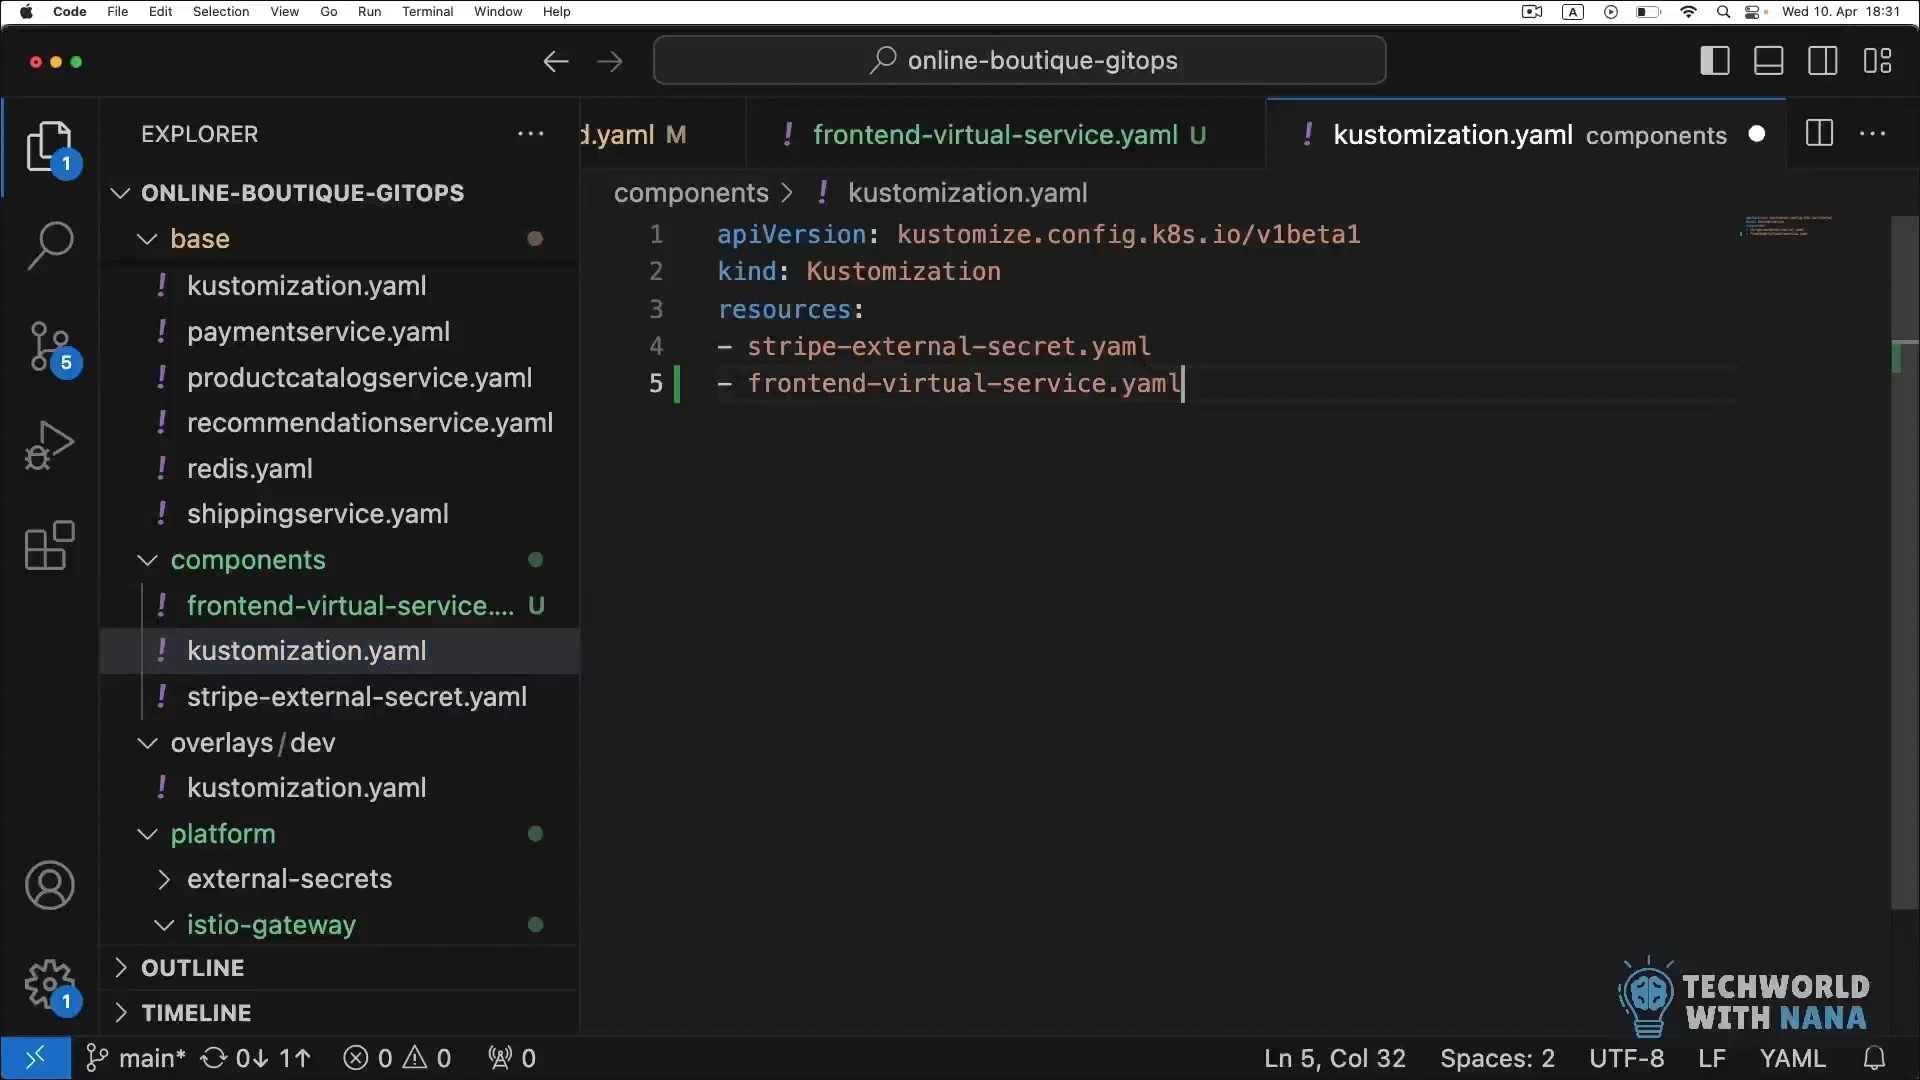 Code File Edit Selection View Go Run Terminal Window Help A Wed 10. Apr 18:31
online-boutique-gitops
EXPLORER
d.yaml M
! frontend-virtual-service.yaml U
! kustomization.yaml components
1
ONLINE-BOUTIQUE-GITOPS
components > ! kustomization.yaml
base
! kustomization.yaml
! paymentservice.yaml
! productcatalogservice.yaml
! recommendationservice.yaml
! redis.yaml
! shippingservice.yaml
5
components
! frontend-virtual-service.... U
! kustomization.yaml
! stripe-external-secret.yaml
overlays / dev
! kustomization.yaml
platform
external-secrets
istio-gateway
OUTLINE
TIMELINE
1
1 apiVersion: kustomize.config.k8s.io/v1beta1
2 kind: Kustomization
3 resources:
4 - stripe-external-secret.yaml
5 - frontend-virtual-service.yaml
TECHWORLD
WITH NANA
main* 0↓ 1↑ 0 0 0 Ln 5, Col 32 Spaces: 2 UTF-8 LF YAML